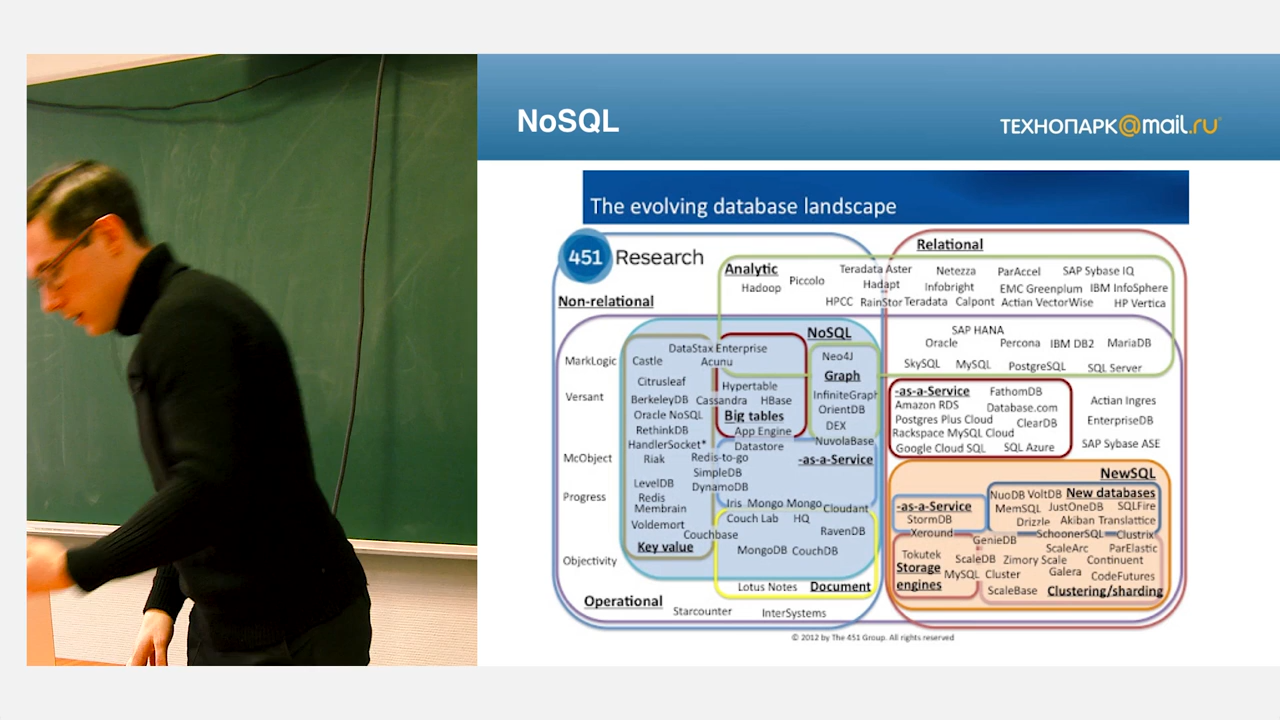 NoSQL
ТЕХНОПАРК@mail.ru
The evolving database landscape
451 Research
Relational
Non-relational
Analytic
Hadoop
Piccolo
Teradata Aster
Hadapt
HPCC
RainStor
Netezza
ParAccel
SAP Sybase IQ
Infobright
EMC Greenplum
IBM InfoSphere
Teradata
Calpont
Actian VectorWise
HP Vertica
SAP HANA
Oracle
Percona
IBM DB2
MariaDB
SkySQL
MySQL
PostgreSQL
SQL Server
MarkLogic
Versant
McObject
Progress
Objectivity
NoSQL
DataStax Enterprise
Castle
Acunu
Citrusleaf
BerkeleyDB
Oracle NoSQL
RethinkDB
HandlerSocket*
Riak
LevelDB
Redis
Membrain
Voldemort
Couchbase
Key value
Hypertable
Cassandra
HBase
Big tables
App Engine
Datastore
Redis-to-go
SimpleDB
DynamoDB
-as-a-Service
Neo4J
Graph
InfiniteGraph
OrientDB
DEX
NuvolaBase
Iris
Couch
Mongo
Lab
Mongo
HQ
Cloudant
RavenDB
MongoDB
CouchDB
Lotus Notes
Document
Operational
Starcounter
InterSystems
-as-a-Service
FathomDB
Amazon RDS
Database.com
Postgres Plus Cloud
ClearDB
Rackspace MySQL Cloud
Google Cloud SQL
SQL Azure
Actian Ingres
EnterpriseDB
SAP Sybase ASE
NewSQL
-as-a-Service
StormDB
Xeround
NuoDB
VoltDB
New databases
MemSQL
JustOneDB
SQLFire
Drizzle
Akiban
Translattice
SchoonerSQL
Clustrix
GenieDB
ScaleArc
ParElastic
Tokutek
ScaleDB
Zimory Scale
Continuent
Storage
engines
MySQL Cluster
Galera
CodeFutures
ScaleBase
Clustering/sharding
© 2012 by The 451 Group. All rights reserved